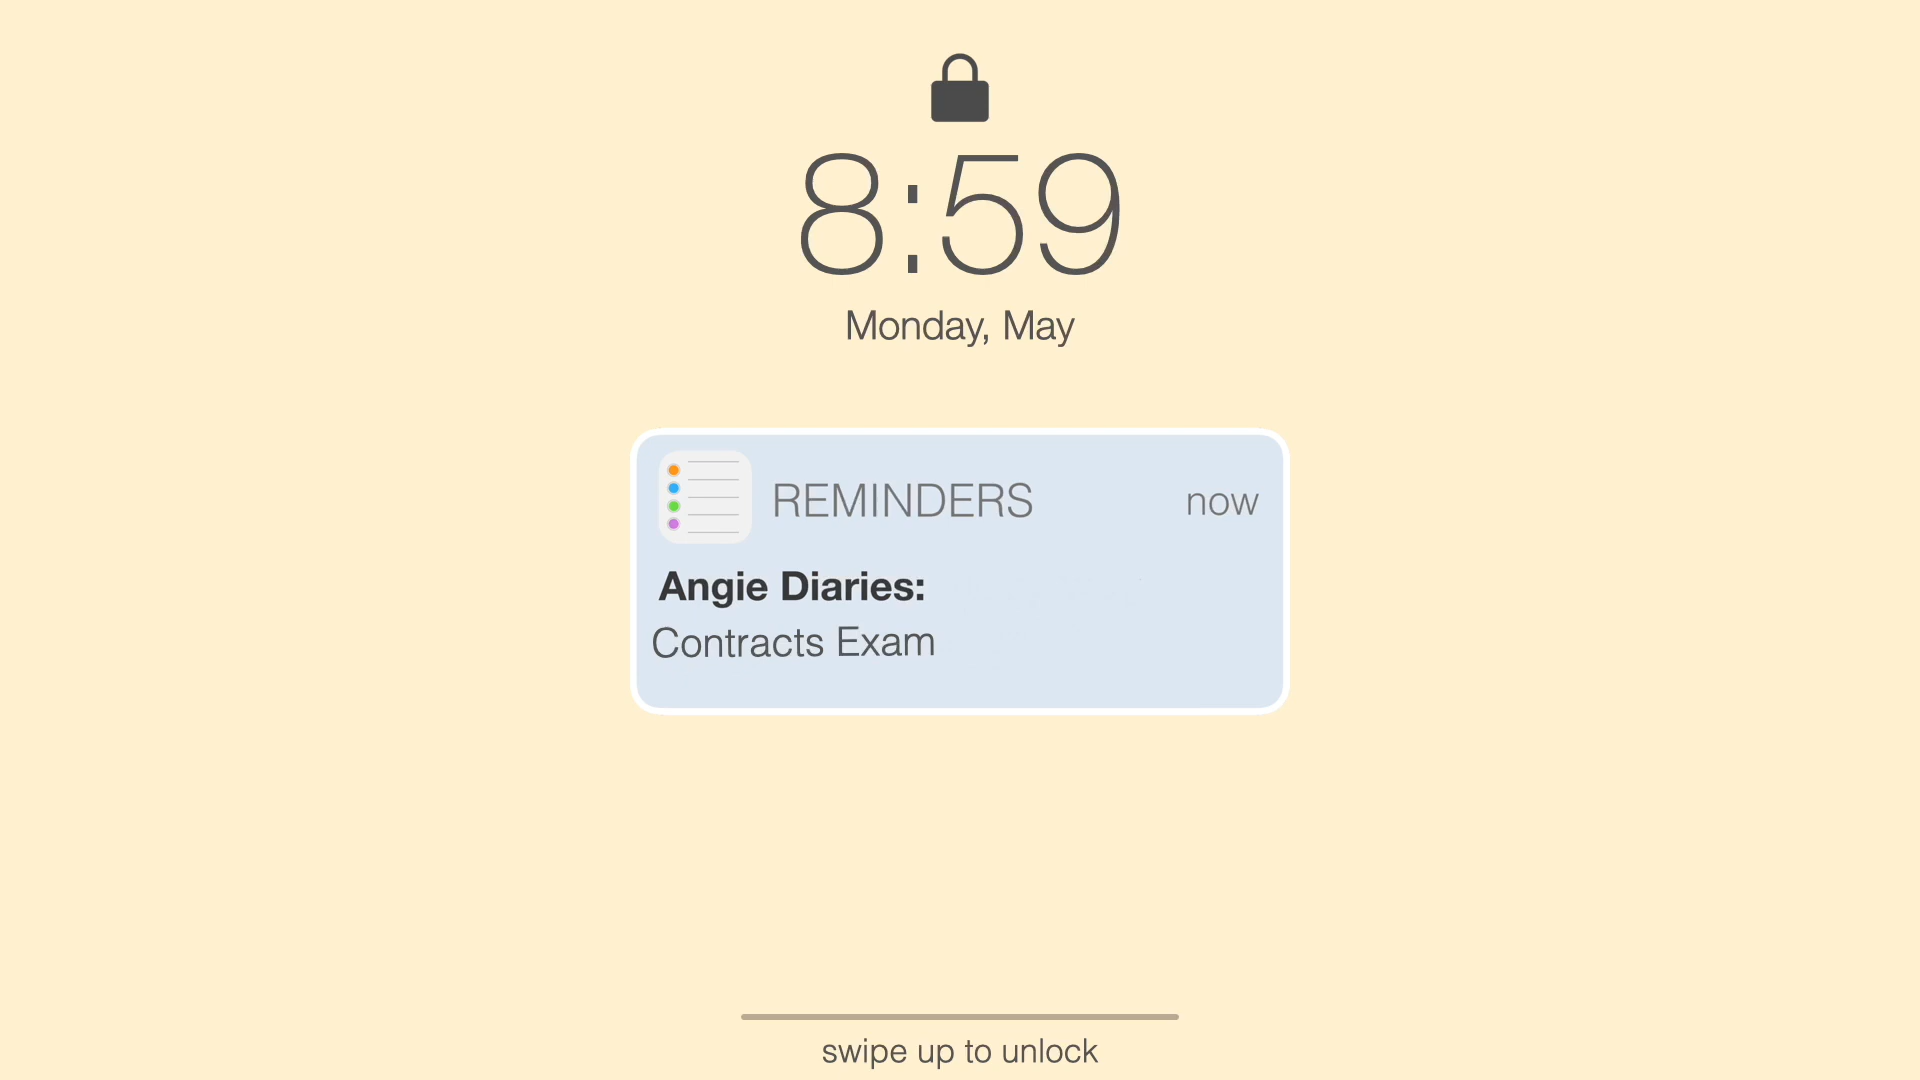 8:59
Monday, May
REMINDERS now
Angie Diaries:
Contracts Exam
swipe up to unlock